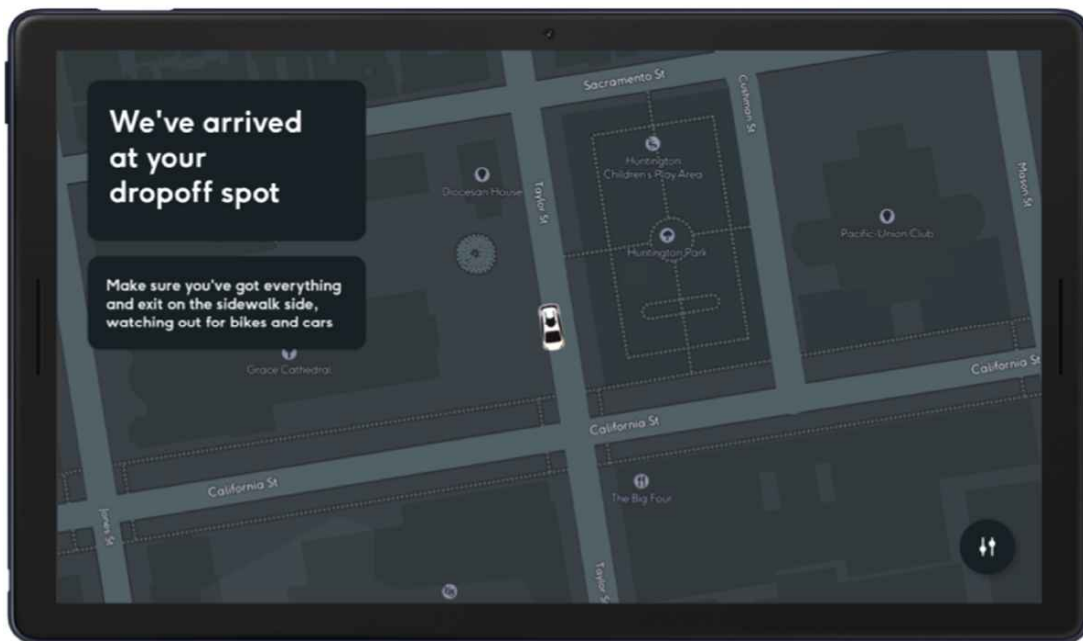 We've arrived
at your
dropoff spot
Make sure you've got everything
and exit on the sidewalk side,
watching out for bikes and cars
Sacramento St
Cushman St
Mason St
Taylor St
Huntington
Children's Play Area
Diocesan House
Huntington Park
Pacific-Union Club
Grace Cathedral
California St
California St
California St
The Big Four
Jones St
Taylor St